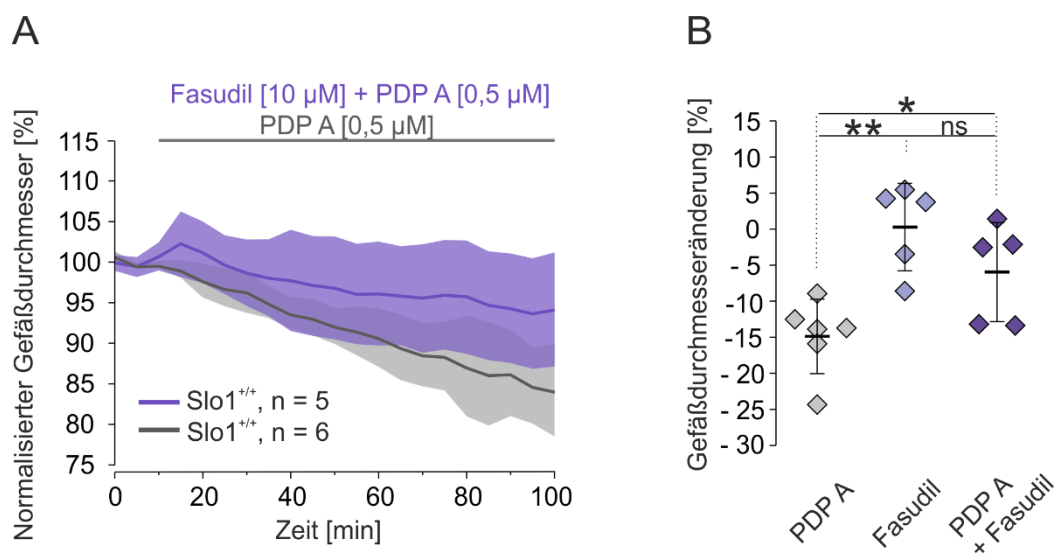 A
Fasudil [10 µM] + PDP A [0,5 µM]
PDP A [0,5 µM]
Normalisierter Gefäßdurchmesser [%]
115
110
105
100
95
90
85
80
75
Slo1+/+, n = 5
Slo1+/+, n = 6
0
20
40
60
80
100
Zeit [min]
B
Gefäßdurchmesseränderung [%]
15
10
5
0
- 5
-10
-15
- 20
- 25
- 30
*
**
ns
PDP A
Fasudil
PDP A
+ Fasudil